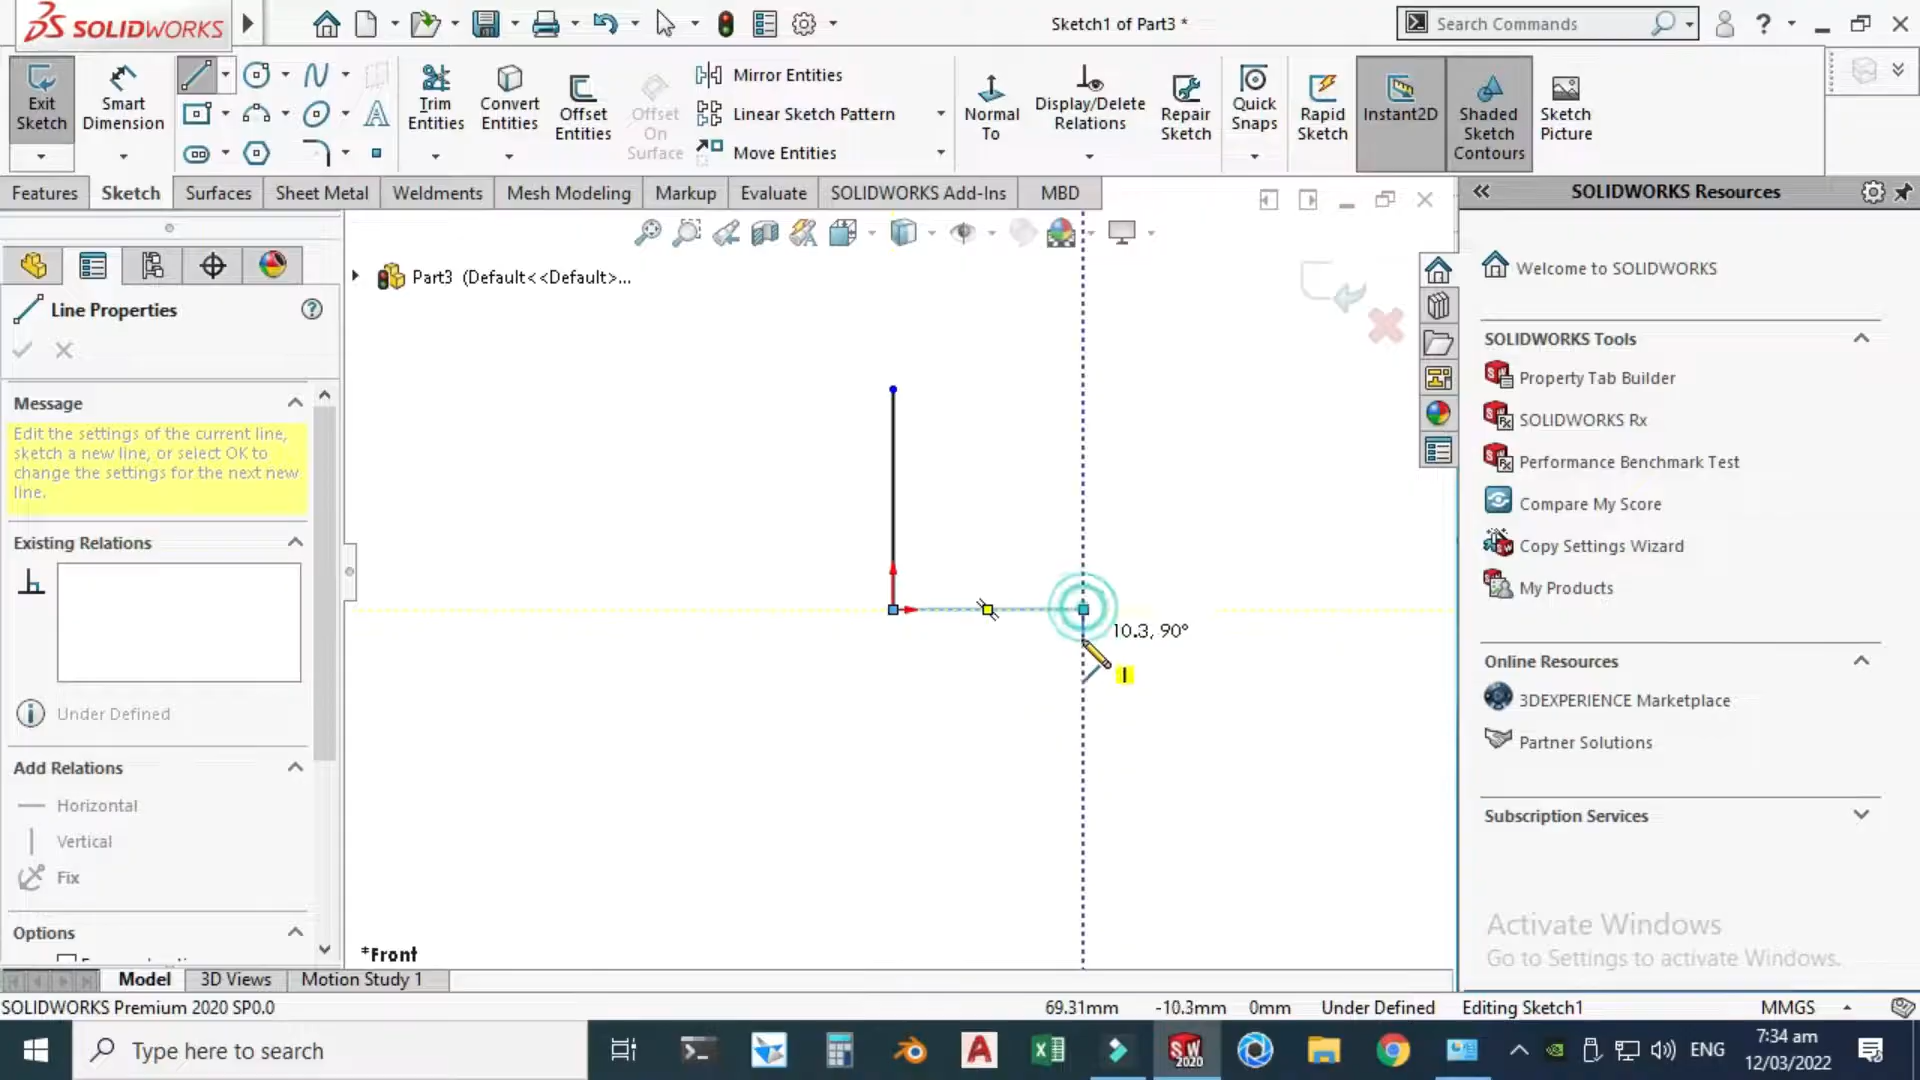 SOLIDWORKS
Sketch1 of Part3 *
Search Commands
Exit
Sketch
Smart
Dimension
Trim
Entities
Convert
Entities
Offset
Entities
Offset
On
Surface
Mirror Entities
Linear Sketch Pattern
Move Entities
Normal
To
Display/Delete
Relations
Repair
Sketch
Quick
Snaps
Rapid
Sketch
Instant2D
Shaded
Sketch
Contours
Sketch
Picture
Features
Sketch
Surfaces
Sheet Metal
Weldments
Mesh Modeling
Markup
Evaluate
SOLIDWORKS Add-Ins
MBD
SOLIDWORKS Resources
Part3 (Default<<Default>...
Line Properties
Message
Edit the settings of the current line,
sketch a new line, or select OK to
change the settings for the next new
line.
Existing Relations
Under Defined
Add Relations
Horizontal
Vertical
Fix
Options
10.3, 90°
*Front
Welcome to SOLIDWORKS
SOLIDWORKS Tools
Property Tab Builder
SOLIDWORKS Rx
Performance Benchmark Test
Compare My Score
Copy Settings Wizard
My Products
Online Resources
3DEXPERIENCE Marketplace
Partner Solutions
Subscription Services
Activate Windows
Go to Settings to activate Windows.
Model
3D Views
Motion Study 1
SOLIDWORKS Premium 2020 SP0.0
69.31mm
-10.3mm
0mm
Under Defined
Editing Sketch1
MMGS
Type here to search
SW
2020
ENG
7:34 am
12/03/2022